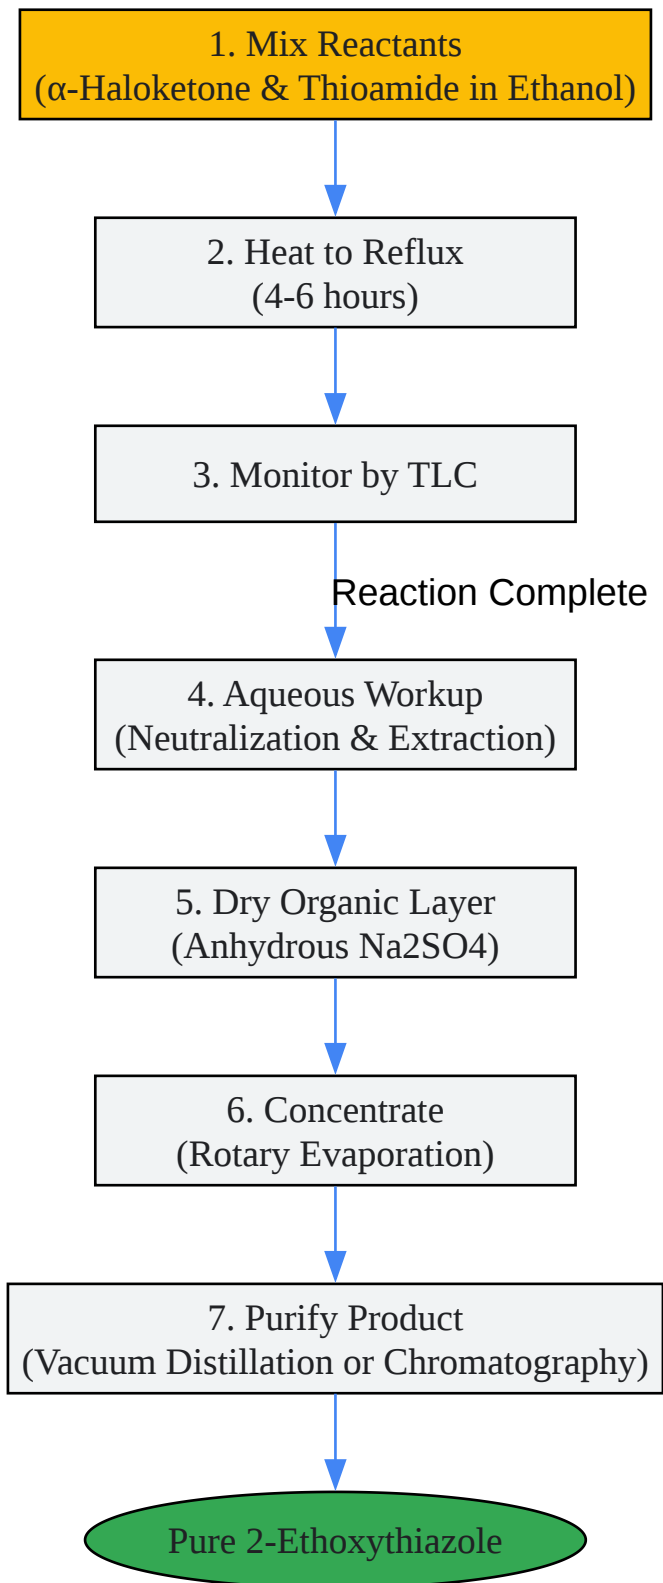 1. Mix Reactants
(α-Haloketone & Thioamide in Ethanol)
2. Heat to Reflux
(4-6 hours)
3. Monitor by TLC
Reaction Complete
4. Aqueous Workup
(Neutralization & Extraction)
5. Dry Organic Layer
(Anhydrous Na2SO4)
6. Concentrate
(Rotary Evaporation)
7. Purify Product
(Vacuum Distillation or Chromatography)
Pure 2-Ethoxythiazole